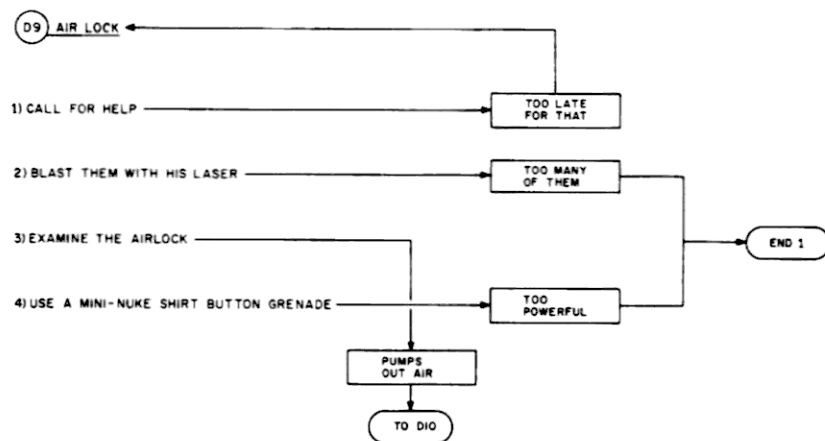 D9 AIR LOCK
1) CALL FOR HELP
TOO LATE
FOR THAT
2) BLAST THEM WITH HIS LASER
TOO MANY
OF THEM
3) EXAMINE THE AIRLOCK
END 1
4) USE A MINI-NUKE SHIRT BUTTON GRENADE
TOO
POWERFUL
PUMPS
OUT AIR
TO D10